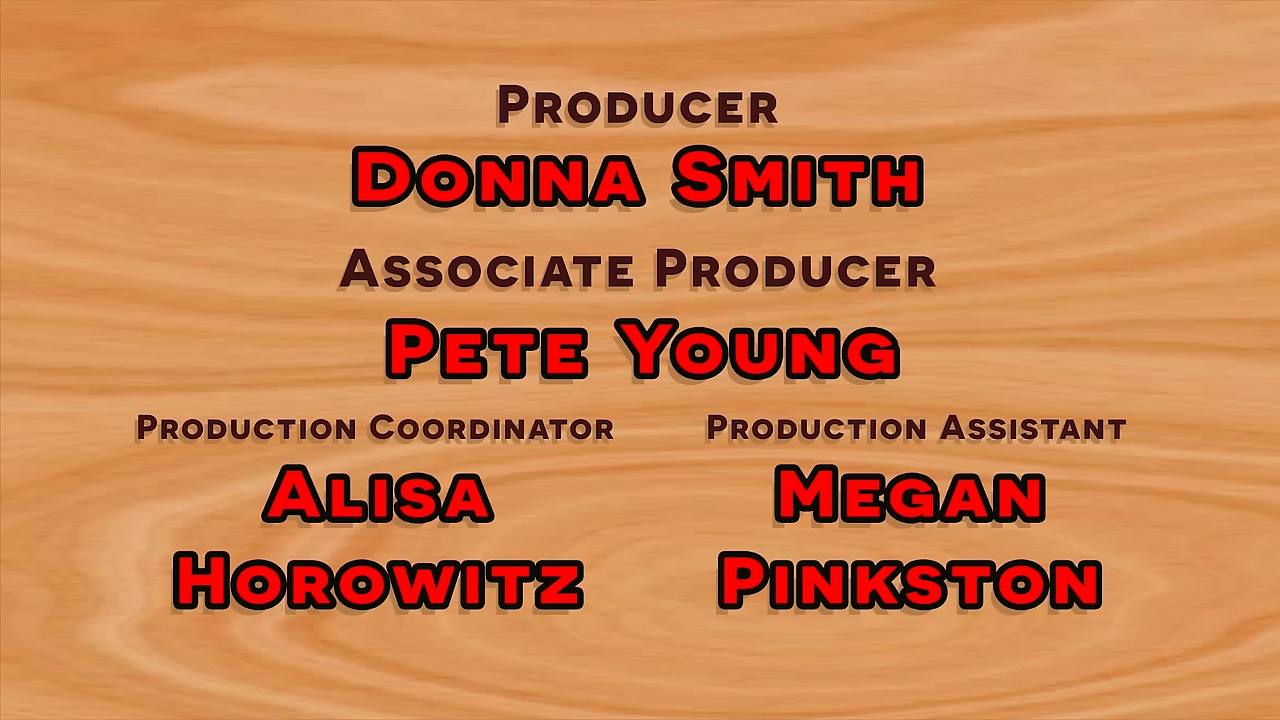 Producer
Donna Smith
Associate Producer
Pete Young
Production Coordinator
Alisa
Horowitz
Production Assistant
Megan
Pinkston